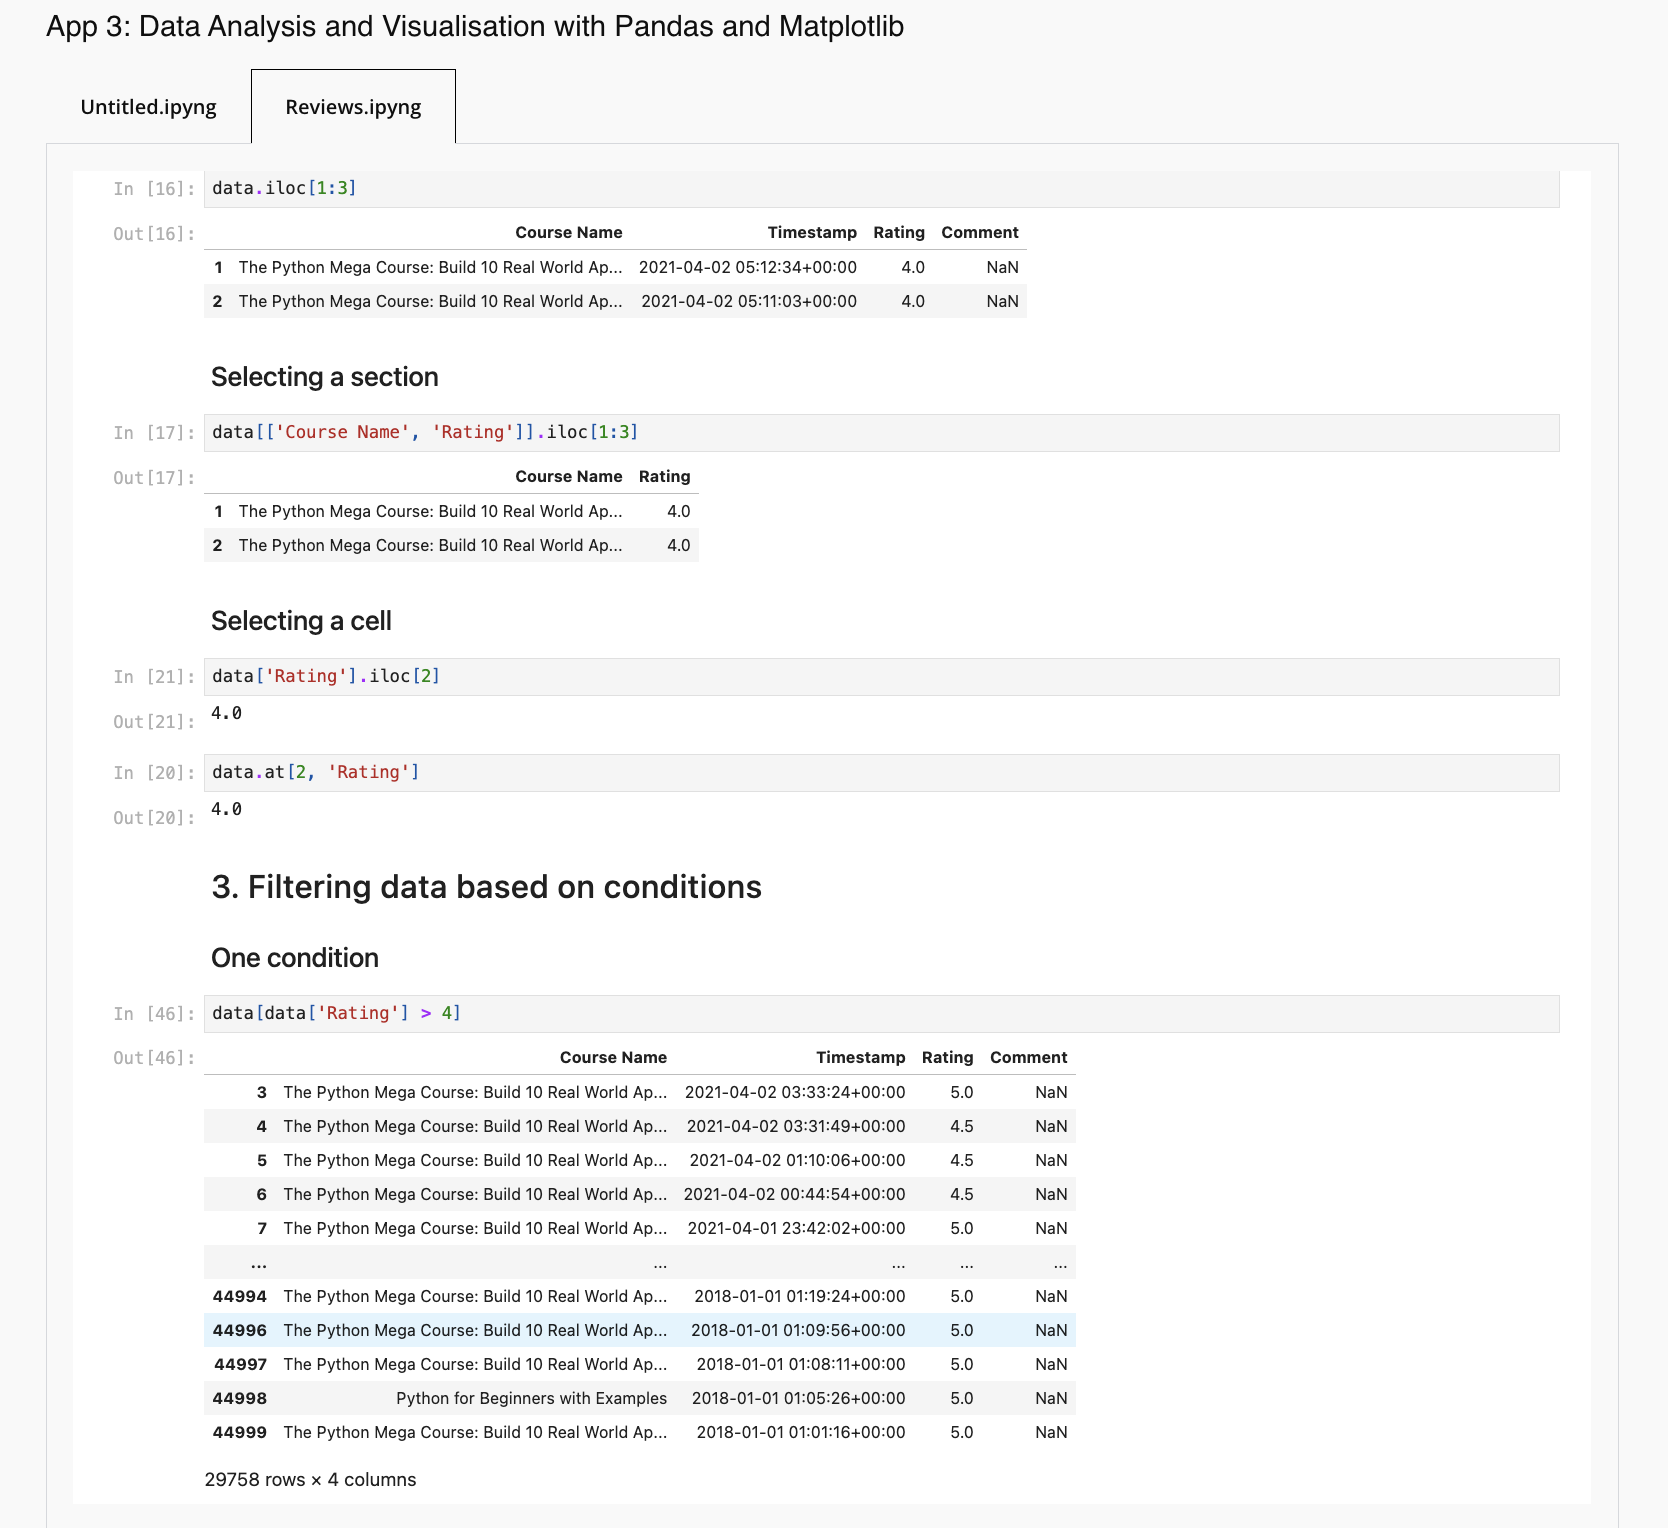 App 3: Data Analysis and Visualisation with Pandas and Matplotlib
Untitled.ipyng Reviews.ipyng
In [16]: data.iloc[1:3]
Out[16]: Course Name Timestamp Rating Comment
1 The Python Mega Course: Build 10 Real World Ap... 2021-04-02 05:12:34+00:00 4.0 NaN
2 The Python Mega Course: Build 10 Real World Ap... 2021-04-02 05:11:03+00:00 4.0 NaN
Selecting a section
In [17]: data[['Course Name', 'Rating']].iloc[1:3]
Out[17]: Course Name Rating
1 The Python Mega Course: Build 10 Real World Ap... 4.0
2 The Python Mega Course: Build 10 Real World Ap... 4.0
Selecting a cell
In [21]: data['Rating'].iloc[2]
Out[21]: 4.0
In [20]: data.at[2, 'Rating']
Out[20]: 4.0
3. Filtering data based on conditions
One condition
In [46]: data[data['Rating'] > 4]
Out[46]: Course Name Timestamp Rating Comment
3 The Python Mega Course: Build 10 Real World Ap... 2021-04-02 03:33:24+00:00 5.0 NaN
4 The Python Mega Course: Build 10 Real World Ap... 2021-04-02 03:31:49+00:00 4.5 NaN
5 The Python Mega Course: Build 10 Real World Ap... 2021-04-02 01:10:06+00:00 4.5 NaN
6 The Python Mega Course: Build 10 Real World Ap... 2021-04-02 00:44:54+00:00 4.5 NaN
7 The Python Mega Course: Build 10 Real World Ap... 2021-04-01 23:42:02+00:00 5.0 NaN
... ... ... ... ...
44994 The Python Mega Course: Build 10 Real World Ap... 2018-01-01 01:19:24+00:00 5.0 NaN
44996 The Python Mega Course: Build 10 Real World Ap... 2018-01-01 01:09:56+00:00 5.0 NaN
44997 The Python Mega Course: Build 10 Real World Ap... 2018-01-01 01:08:11+00:00 5.0 NaN
44998 Python for Beginners with Examples 2018-01-01 01:05:26+00:00 5.0 NaN
44999 The Python Mega Course: Build 10 Real World Ap... 2018-01-01 01:01:16+00:00 5.0 NaN
29758 rows × 4 columns